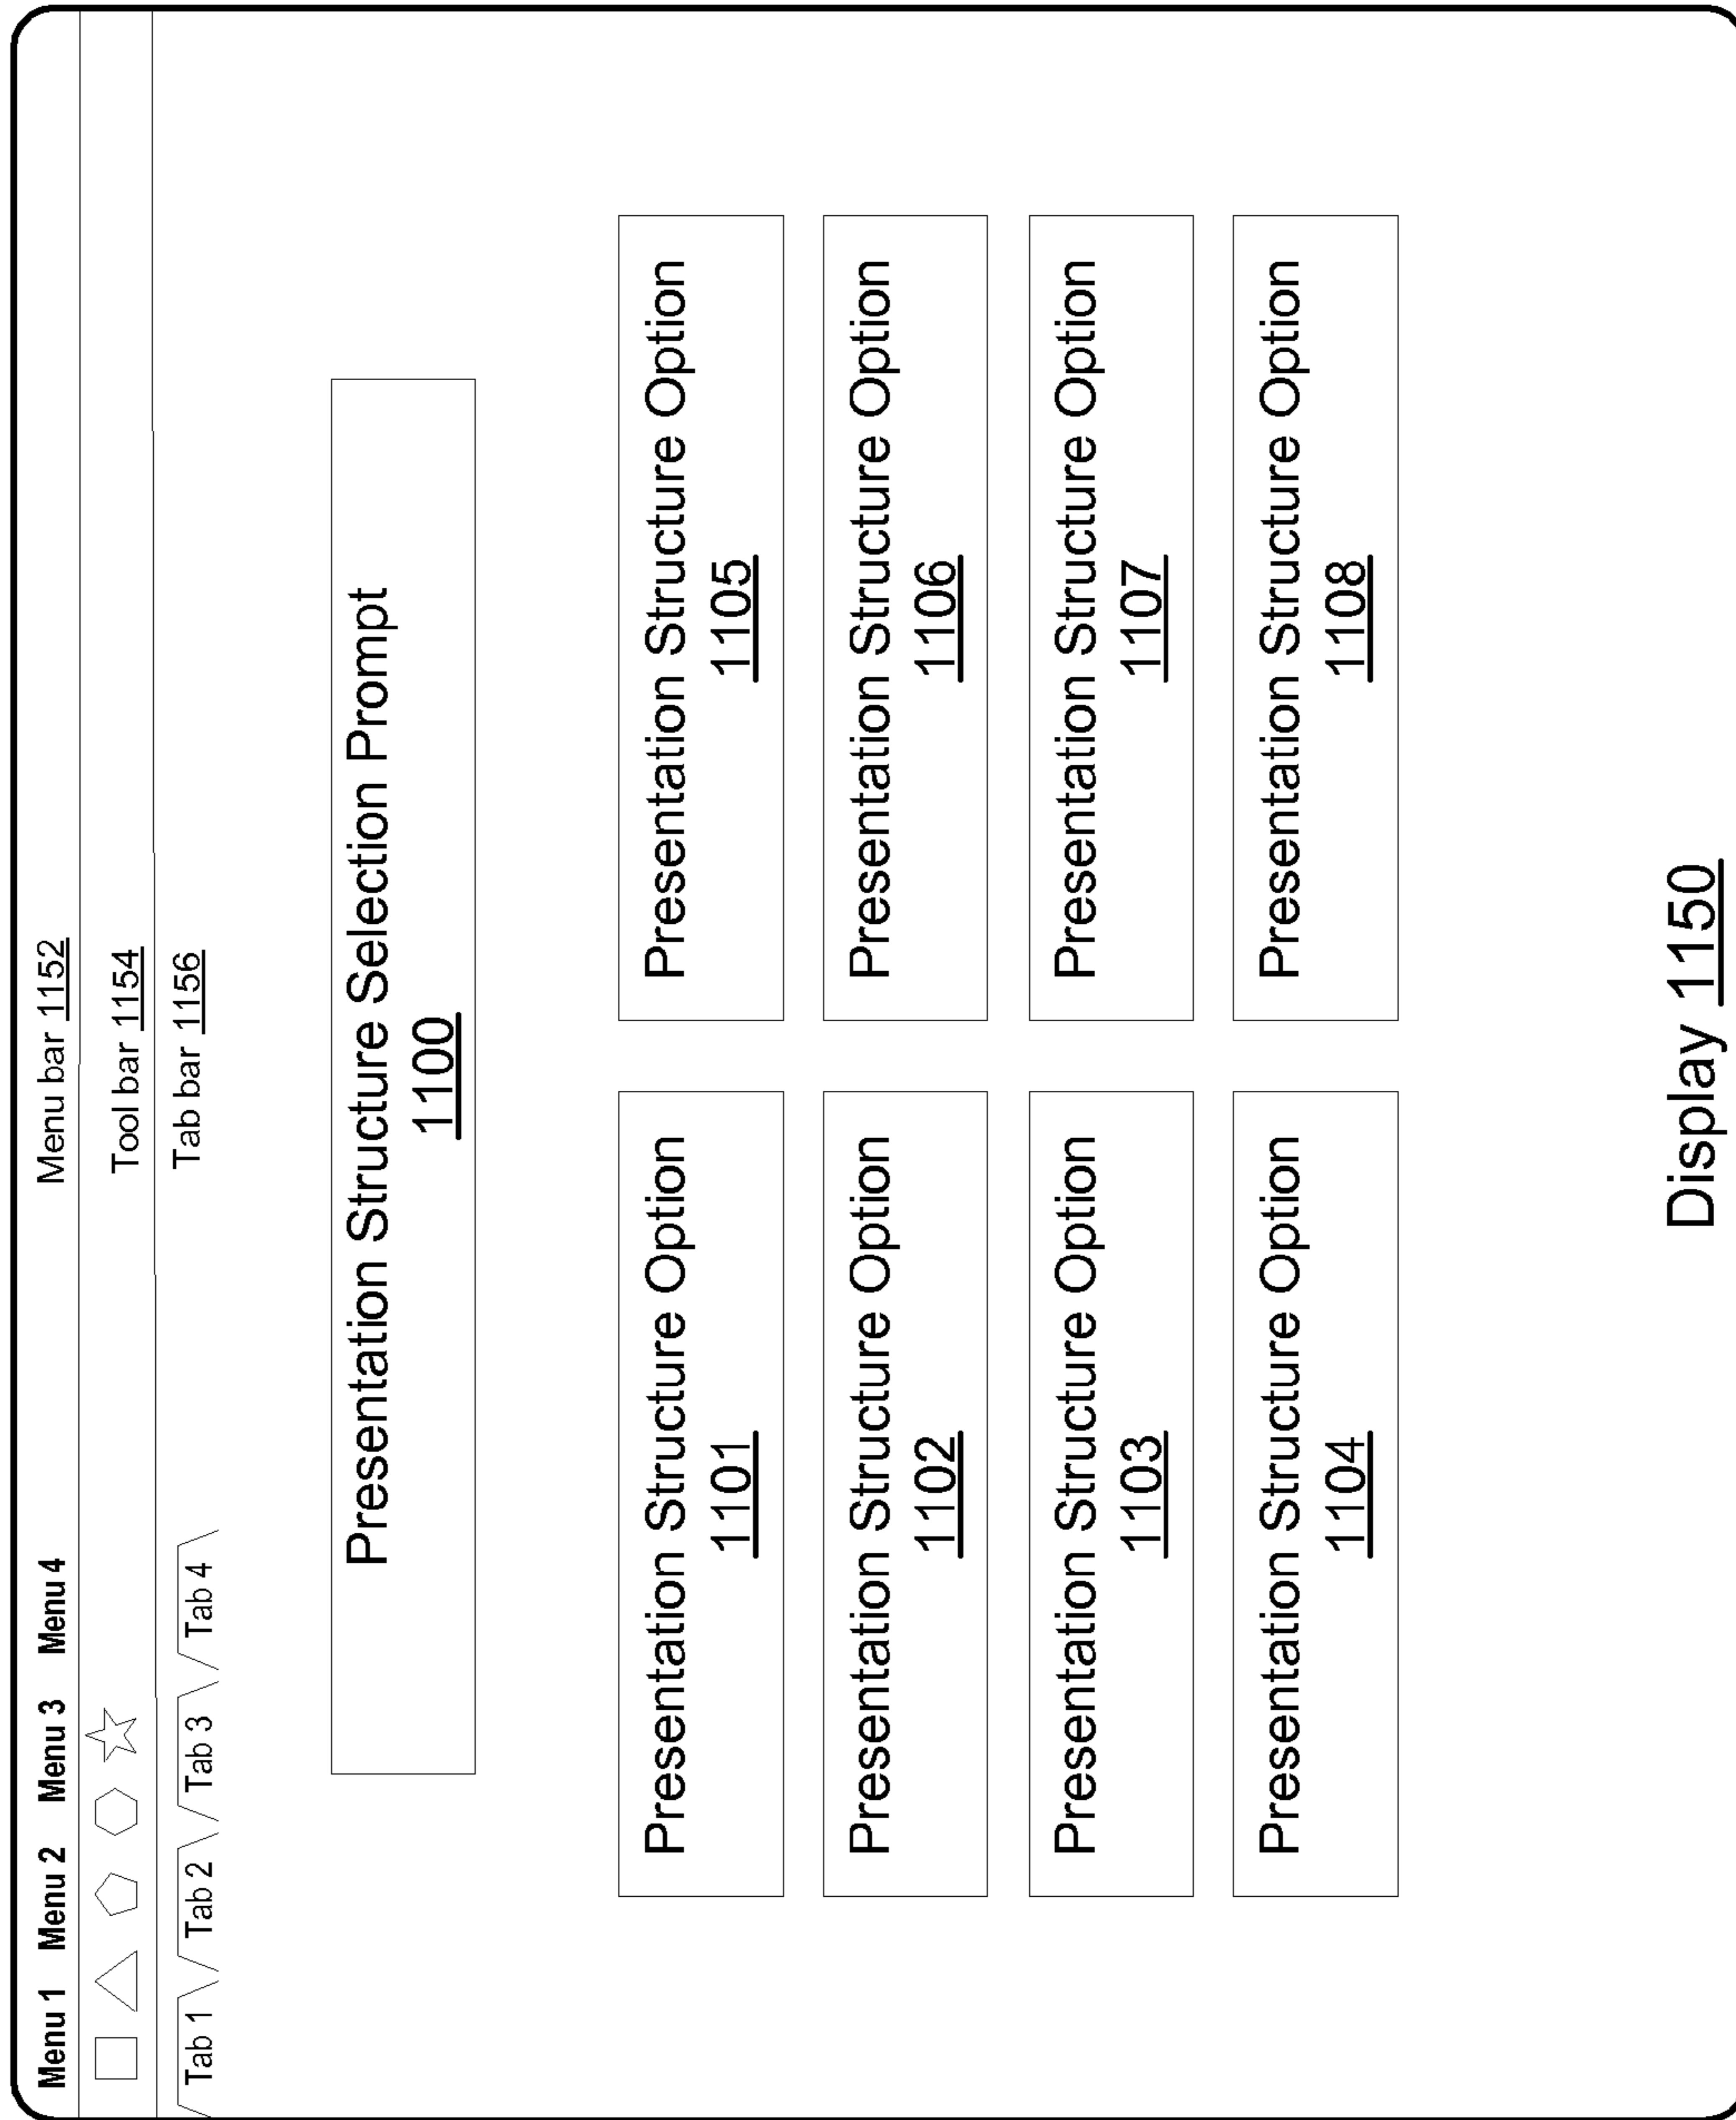 Menu 1 Menu 2 Menu 3 Menu 4 Menu bar 1152
Tool bar 1154
Tab 1 Tab 2 Tab 3 Tab 4 Tab bar 1156
Presentation Structure Selection Prompt
1100
Presentation Structure Option
1101
Presentation Structure Option
1105
Presentation Structure Option
1102
Presentation Structure Option
1106
Presentation Structure Option
1103
Presentation Structure Option
1107
Presentation Structure Option
1104
Presentation Structure Option
1108
Display 1150